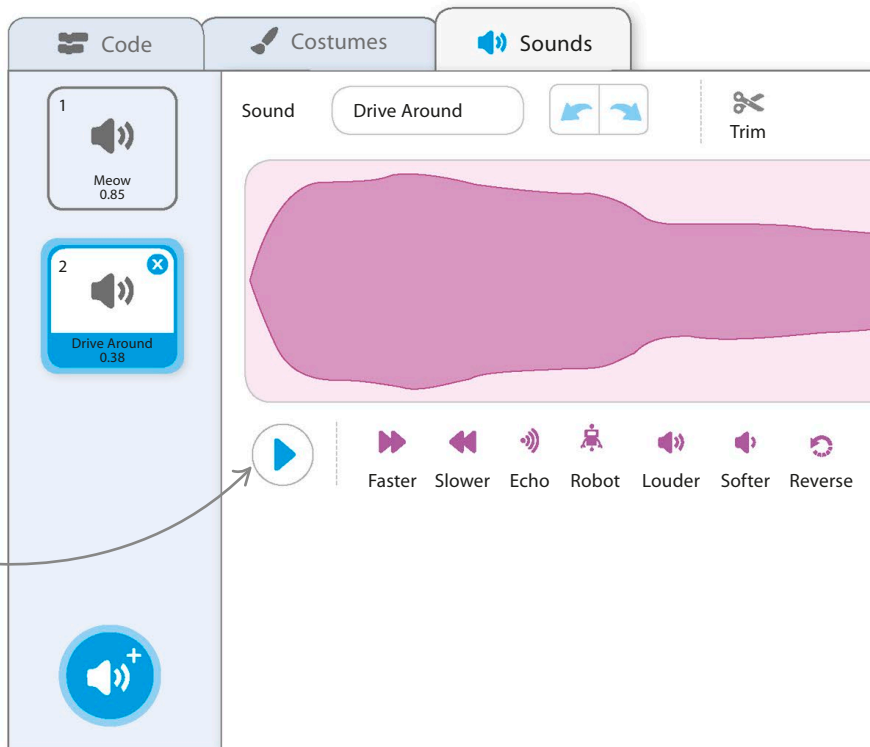 Code
Costumes
Sounds
1
Meow
0.85
2
Drive Around
0.38
Sound
Drive Around
Trim
Faster
Slower
Echo
Robot
Louder
Softer
Reverse